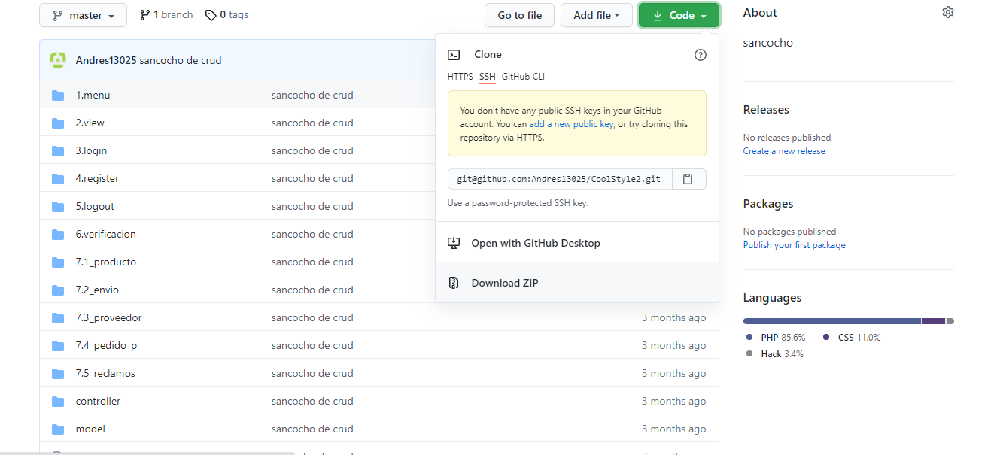 master 1 branch 0 tags Go to file Add file Code
Andres13025 sancocho de crud
1.menu sancocho de crud
2.view sancocho de crud
3.login sancocho de crud
4.register sancocho de crud
5.logout sancocho de crud
6.verificacion sancocho de crud
7.1_producto sancocho de crud
7.2_envio sancocho de crud
7.3_proveedor sancocho de crud 3 months ago
7.4_pedido_p sancocho de crud 3 months ago
7.5_reclamos sancocho de crud 3 months ago
controller sancocho de crud 3 months ago
model sancocho de crud 3 months ago
Clone
HTTPS SSH GitHub CLI
You don't have any public SSH keys in your GitHub
account. You can add a new public key, or try cloning this
repository via HTTPS.
git@github.com:Andres13025/CoolStyle2.git
Use a password-protected SSH key.
Open with GitHub Desktop
Download ZIP
About
sancocho
Releases
No releases published
Create a new release
Packages
No packages published
Publish your first package
Languages
PHP 85.6% CSS 11.0%
Hack 3.4%